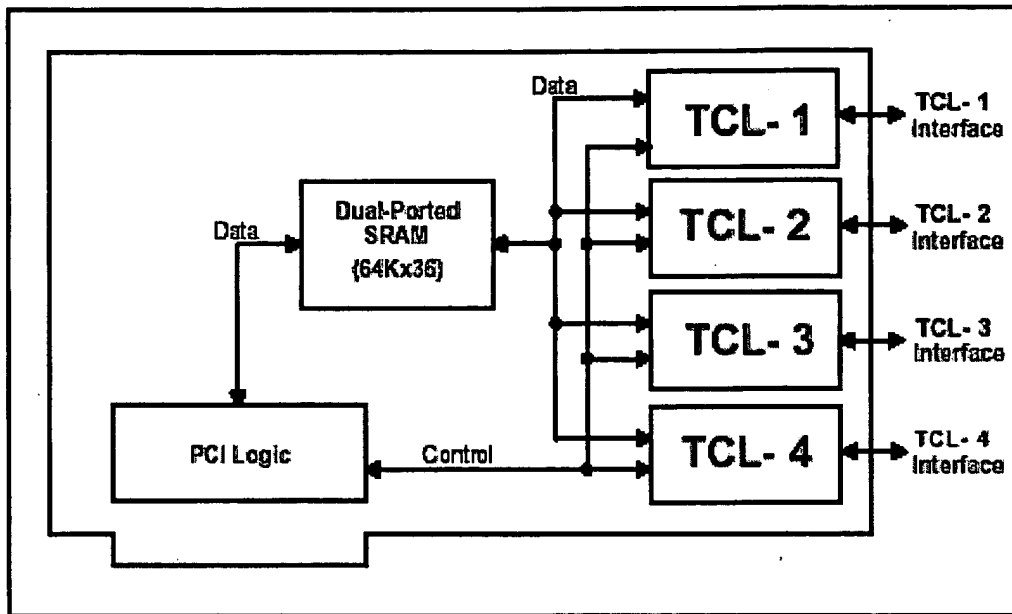 Data
TCL- 1
TCL- 1
Interface
Dual-Ported
SRAM
(64Kx36)
Data
TCL- 2
TCL- 2
Interface
TCL- 3
TCL- 3
Interface
PCI Logic
Control
TCL- 4
TCL- 4
Interface